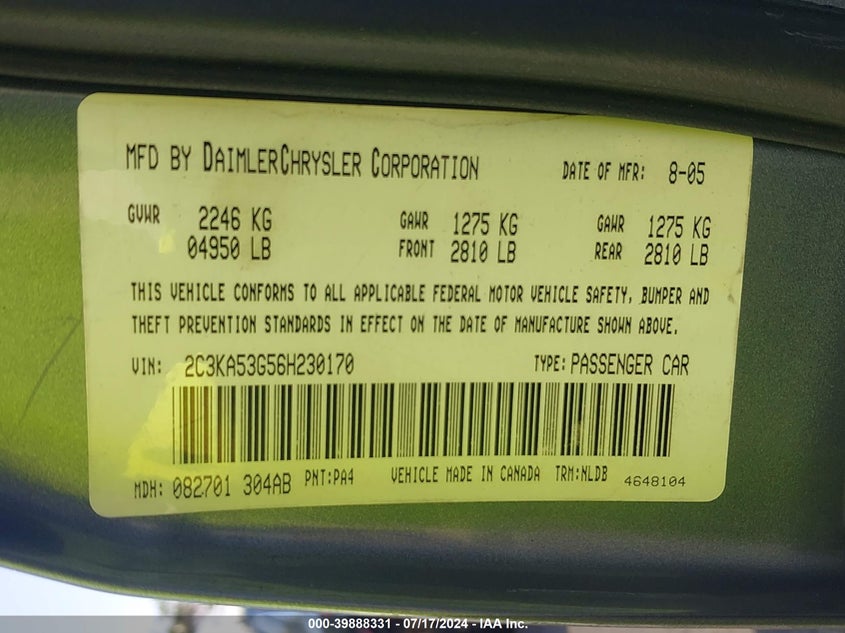 MFD BY DAIMLERCHRYSLER CORPORATION DATE OF MFR: 8-05
GVWR 2246 KG GAWR 1275 KG GAWR 1275 KG
04950 LB FRONT 2810 LB REAR 2810 LB
THIS VEHICLE CONFORMS TO ALL APPLICABLE FEDERAL MOTOR VEHICLE SAFETY, BUMPER AND
THEFT PREVENTION STANDARDS IN EFFECT ON THE DATE OF MANUFACTURE SHOWN ABOVE.
VIN: 2C3KA53G56H230170 TYPE: PASSENGER CAR
MDH: 082701 304AB PNT:PA4 VEHICLE MADE IN CANADA TRM:NLDB 4648104
000-39888331 - 07/17/2024 - IAA Inc.